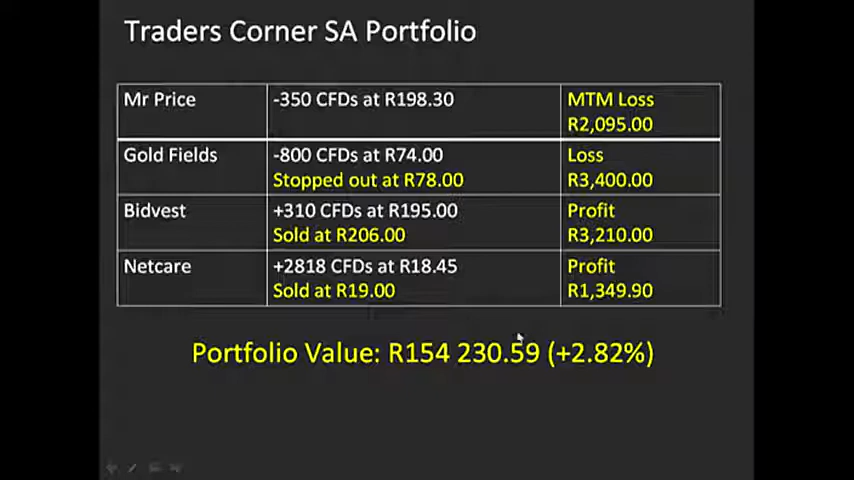 Traders Corner SA Portfolio
Mr Price -350 CFDs at R198.30 MTM Loss
R2,095.00
Gold Fields -800 CFDs at R74.00 Loss
Stopped out at R78.00 R3,400.00
Bidvest +310 CFDs at R195.00 Profit
Sold at R206.00 R3,210.00
Netcare +2818 CFDs at R18.45 Profit
Sold at R19.00 R1,349.90
Portfolio Value: R154 230.59 (+2.82%)